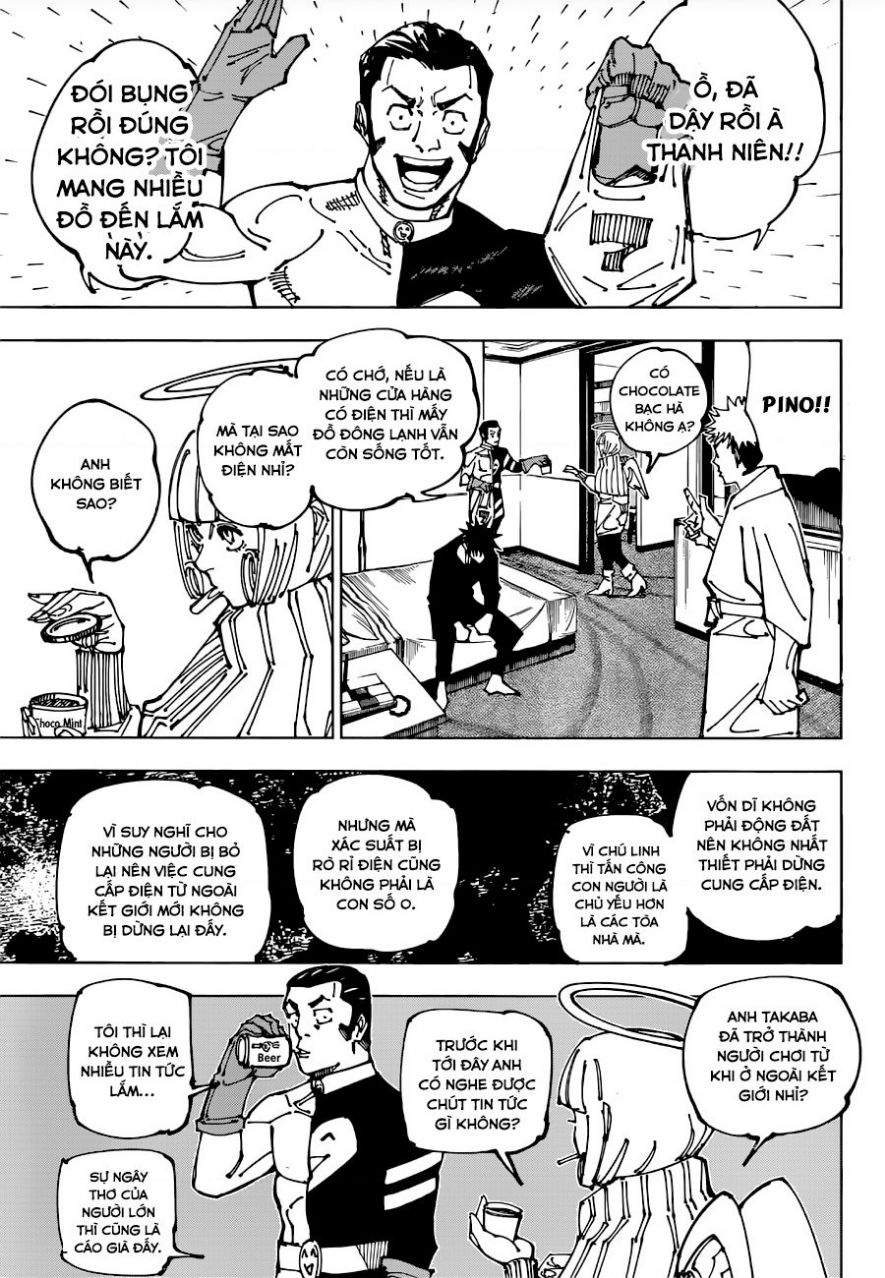 Ồ, ĐÃ
DẬY RỒI À
THANH NIÊN!!
ĐÓI BỤNG
RỒI ĐÚNG
KHÔNG? TÔI
MANG NHIỀU
ĐỒ ĐẾN LẮM
NÀY.
7
PINO!!
CÓ
CHOCOLATE
BẠC HÀ
KHÔNG Ạ?
CÓ CHỚ, NẾU LÀ
NHỮNG CỬA HÀNG
CÓ ĐIỆN THÌ MẤY
ĐỒ ĐÔNG LẠNH VẪN
CÒN SỐNG TỐT.
MÀ TẠI SAO
KHÔNG MẤT
ĐIỆN NHỈ?
ANH
KHÔNG BIẾT
SAO?
Choco Mint
VỐN DĨ KHÔNG
PHẢI ĐỘNG ĐẤT
NÊN KHÔNG NHẤT
THIẾT PHẢI DỪNG
CUNG CẤP ĐIỆN.
VÌ CHÚ LINH
THÌ TẤN CÔNG
CON NGƯỜI LÀ
CHỦ YẾU HƠN
LÀ CÁC TÒA
NHÀ MÀ.
NHƯNG MÀ
XÁC SUẤT BỊ
RÒ RỈ ĐIỆN CŨNG
KHÔNG PHẢI LÀ
CON SỐ 0.
VÌ SUY NGHĨ CHO
NHỮNG NGƯỜI BỊ BỎ
LẠI NÊN VIỆC CUNG
CẤP ĐIỆN TỪ NGOÀI
KẾT GIỚI MỚI KHÔNG
BỊ DỪNG LẠI ĐẤY.
ANH TAKABA
ĐÃ TRỞ THÀNH
NGƯỜI CHƠI TỪ
KHI Ở NGOÀI KẾT
GIỚI NHỈ?
TRƯỚC KHI
TỚI ĐÂY ANH
CÓ NGHE ĐƯỢC
CHÚT TIN TỨC
GÌ KHÔNG?
Beer
TÔI THÌ LẠI
KHÔNG XEM
NHIỀU TIN TỨC
LẮM...
SỰ NGÂY
THƠ CỦA
NGƯỜI LỚN
THÌ CŨNG LÀ
CÁO GIÀ ĐẤY.